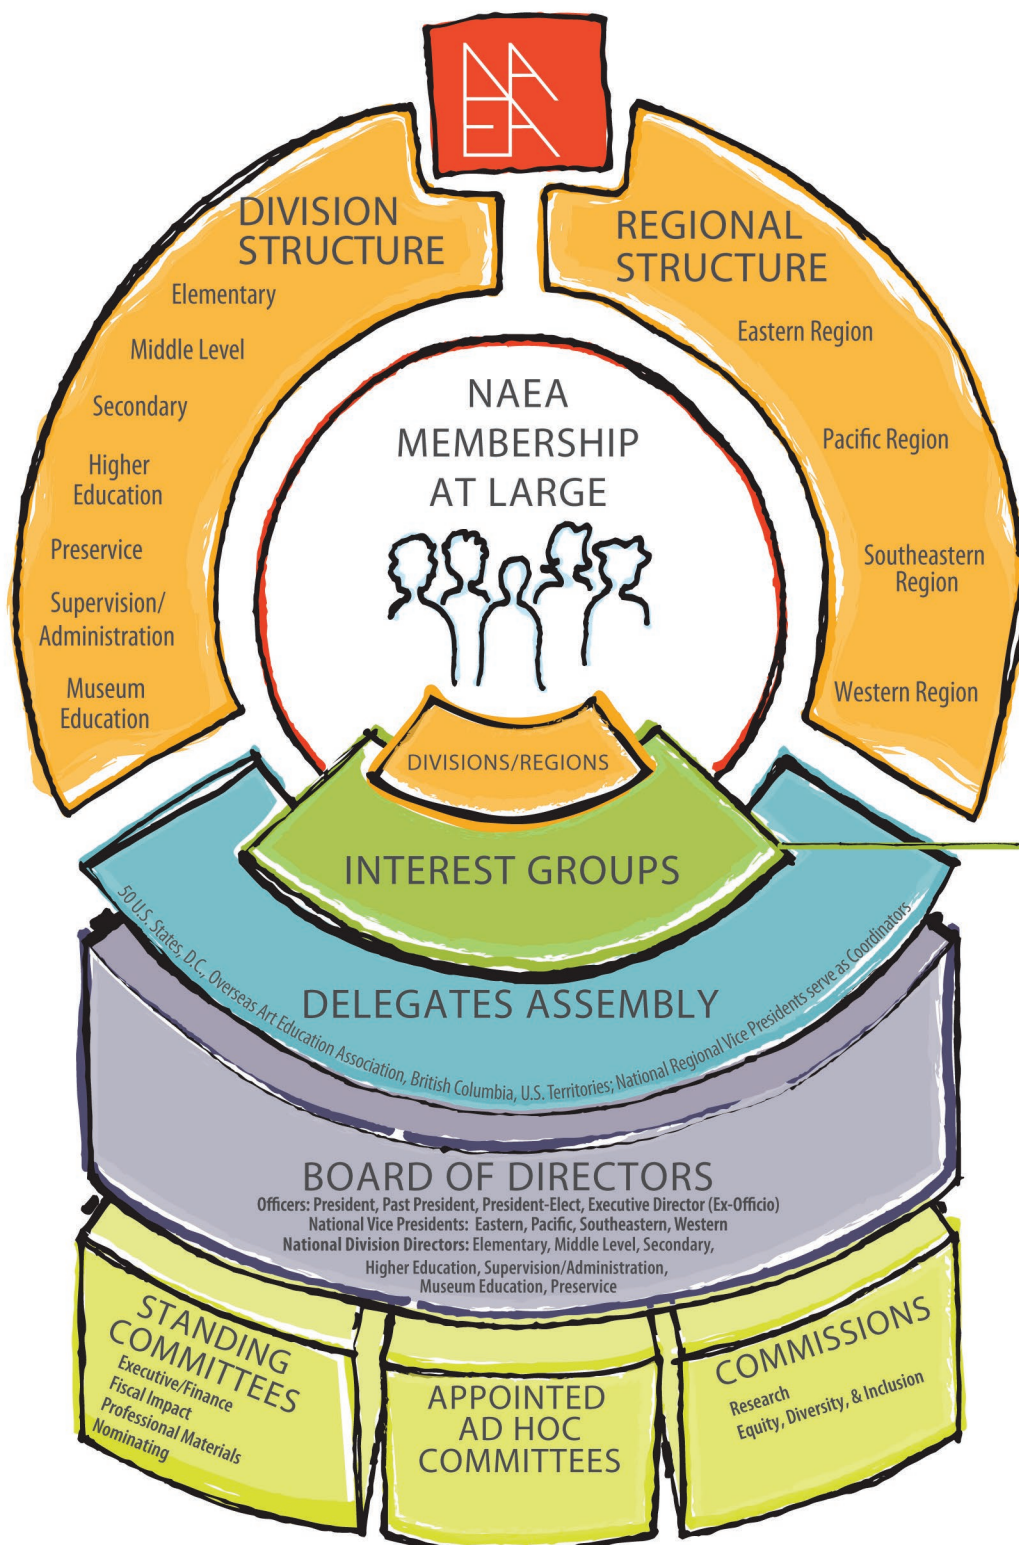 NA
EA
DIVISION
STRUCTURE
Elementary
Middle Level
Secondary
Higher
Education
Preservice
Supervision/
Administration
Museum
Education
REGIONAL
STRUCTURE
Eastern Region
Pacific Region
Southeastern
Region
Western Region
NAEA
MEMBERSHIP
AT LARGE
DIVISIONS/REGIONS
INTEREST GROUPS
DELEGATES ASSEMBLY
50 U.S. States, D.C., Overseas Art Education Association, British Columbia, U.S. Territories; National Regional Vice Presidents serve as Coordinators
BOARD OF DIRECTORS
Officers: President, Past President, President-Elect, Executive Director (Ex-Officio)
National Vice Presidents: Eastern, Pacific, Southeastern, Western
National Division Directors: Elementary, Middle Level, Secondary,
Higher Education, Supervision/Administration,
Museum Education, Preservice
STANDING
COMMITTEES
Executive/Finance
Fiscal Impact
Professional Materials
Nominating
APPOINTED
AD HOC
COMMITTEES
COMMISSIONS
Research
Equity, Diversity, & Inclusion